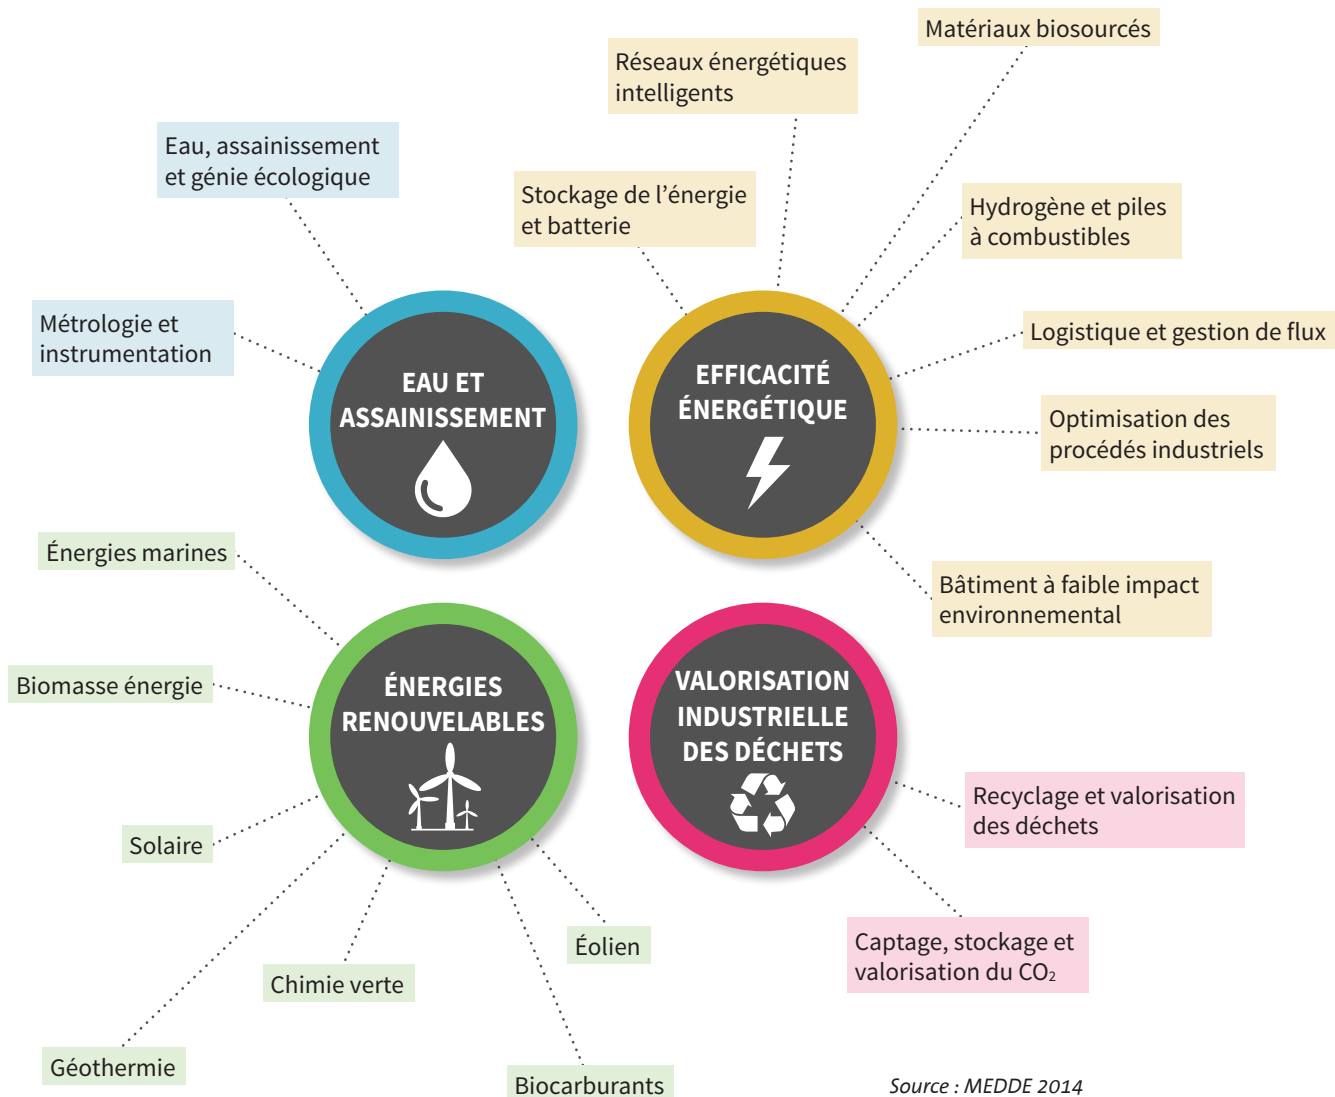 Matériaux biosourcés
Réseaux énergétiques
intelligents
Eau, assainissement
et génie écologique
Stockage de l’énergie
et batterie
Hydrogène et piles
à combustibles
Métrologie et
instrumentation
Logistique et gestion de flux
EAU ET
ASSAINISSEMENT
EFFICACITÉ
ÉNERGÉTIQUE
Optimisation des
procédés industriels
Énergies marines
Bâtiment à faible impact
environnemental
Biomasse énergie
ÉNERGIES
RENOUVELABLES
VALORISATION
INDUSTRIELLE
DES DÉCHETS
Recyclage et valorisation
des déchets
Solaire
Éolien
Captage, stockage et
valorisation du CO₂
Chimie verte
Géothermie
Biocarburants
Source : MEDDE 2014